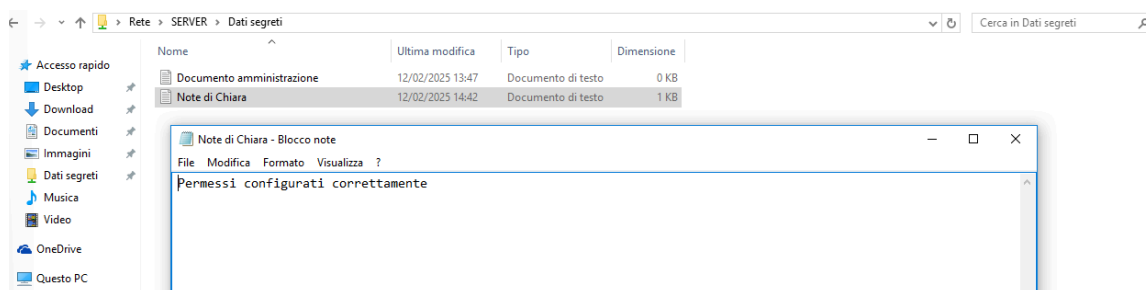 Rete > SERVER > Dati segreti
Cerca in Dati segreti
Nome Ultima modifica Tipo Dimensione
Accesso rapido
Desktop
Download
Documenti
Immagini
Dati segreti
Musica
Video
OneDrive
Questo PC
Documento amministrazione 12/02/2025 13:47 Documento di testo 0 KB
Note di Chiara 12/02/2025 14:42 Documento di testo 1 KB
Note di Chiara - Blocco note
File Modifica Formato Visualizza ?
Permessi configurati correttamente